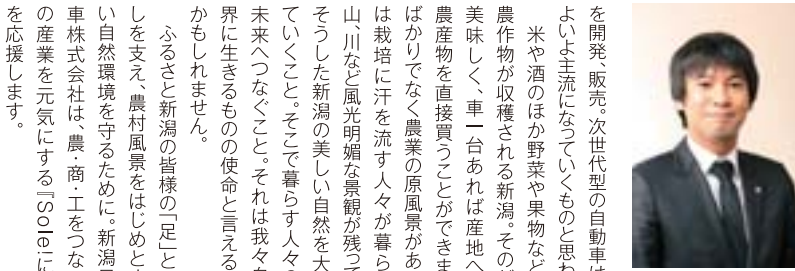 を開発、販売。次世代型の自動車は
よいよ主流になっていくものと思わ
　米や酒のほか野菜や果物など
農作物が収穫される新潟。その
美味しく、車一台あれば産地へ
農産物を直接買うことができま
ばかりでなく農業の原風景があ
は栽培に汗を流す人々が暮ら
山、川など風光明媚な景観が残って
そうした新潟の美しい自然を大
ていくこと。そこで暮らす人々の
未来へつなぐこと。それは我々
界に生きるものの使命と言える
かもしれません。
　ふるさと新潟の皆様の「足」と
しを支え、農村風景をはじめと
い自然環境を守るために。新潟
車株式会社は、農・商・工をつな
の産業を元気にする『Sole!に
を応援します。